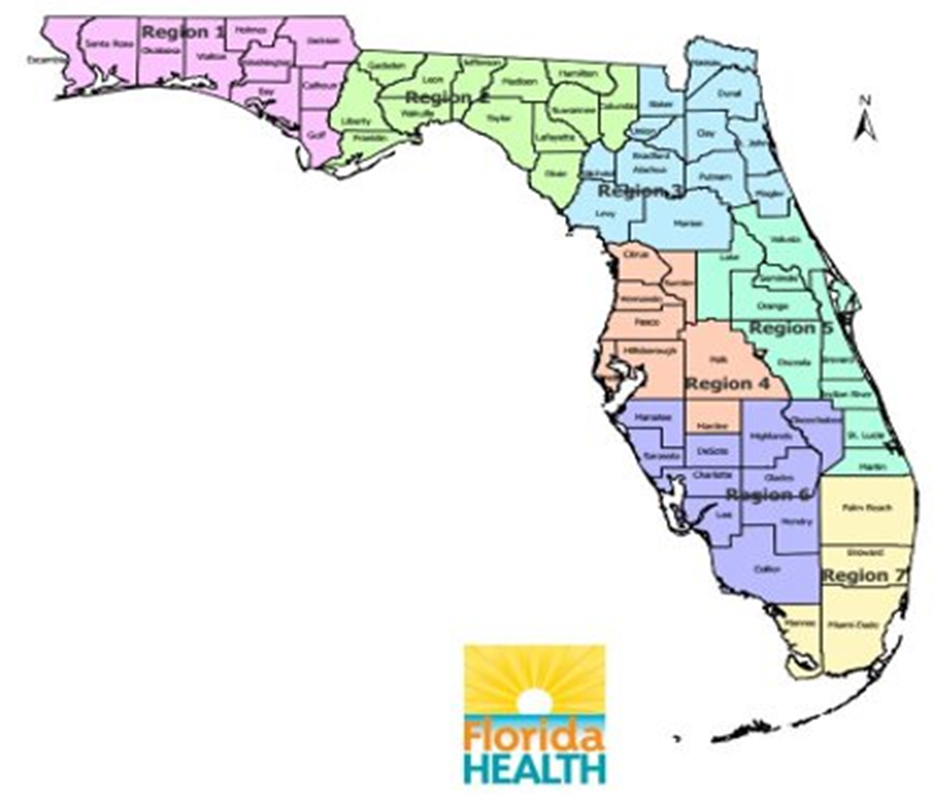 Region 1
Holmes
Jackson
Santa Rosa
Okaloosa
Walton
Washington
Escambia
Bay
Calhoun
Gulf
Gadsden
Leon
Jefferson
Madison
Hamilton
Region 2
Liberty
Wakulla
Franklin
Taylor
Suwannee
Columbia
Lafayette
Dixie
Nassau
Baker
Duval
Union
Clay
St. Johns
Bradford
Alachua
Putnam
Region 3
Flagler
Levy
Marion
N
Citrus
Sumter
Hernando
Pasco
Hillsborough
Polk
Region 4
Hardee
Lake
Volusia
Seminole
Orange
Region 5
Osceola
Brevard
Indian River
St. Lucie
Martin
Manatee
Sarasota
DeSoto
Highlands
Okeechobee
Charlotte
Glades
Region 6
Lee
Hendry
Collier
Palm Beach
Broward
Region 7
Monroe
Miami-Dade
Florida
HEALTH